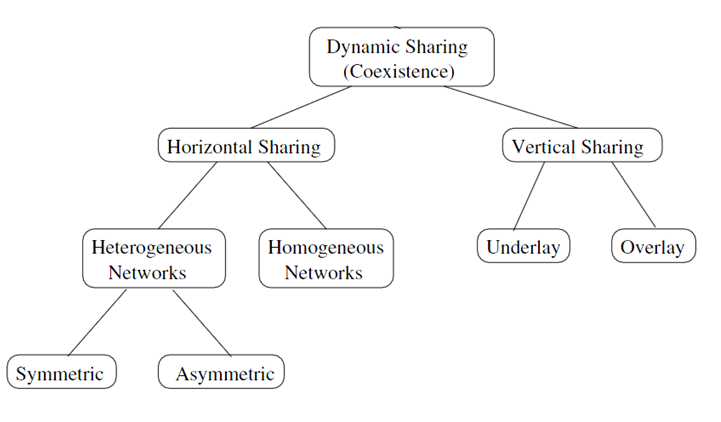 Dynamic Sharing
(Coexistence)
Horizontal Sharing
Vertical Sharing
Heterogeneous
Networks
Homogeneous
Networks
Underlay
Overlay
Symmetric
Asymmetric